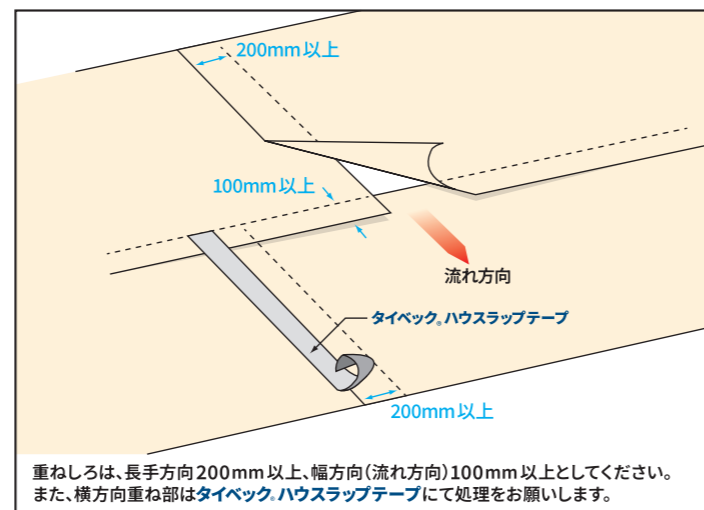 200mm以上
100mm以上
流れ方向
タイベック®ハウスラップテープ
200mm以上
重ねしろは、長手方向200mm以上、幅方向(流れ方向)100mm以上としてください。
また、横方向重ね部はタイベック®ハウスラップテープにて処理をお願いします。